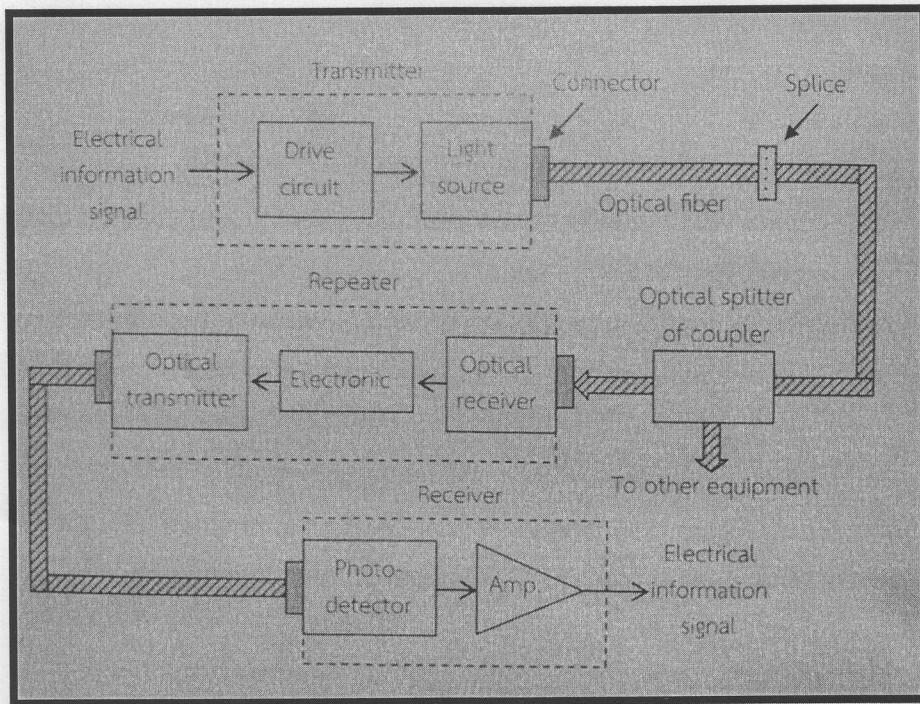 Transmitter
Connector
Splice
Electrical
information
signal
Drive
circuit
Light
source
Optical fiber
Repeater
Optical splitter
of coupler
Optical
transmitter
Electronic
Optical
receiver
To other equipment
Receiver
Photo-
detector
Amp.
Electrical
information
signal